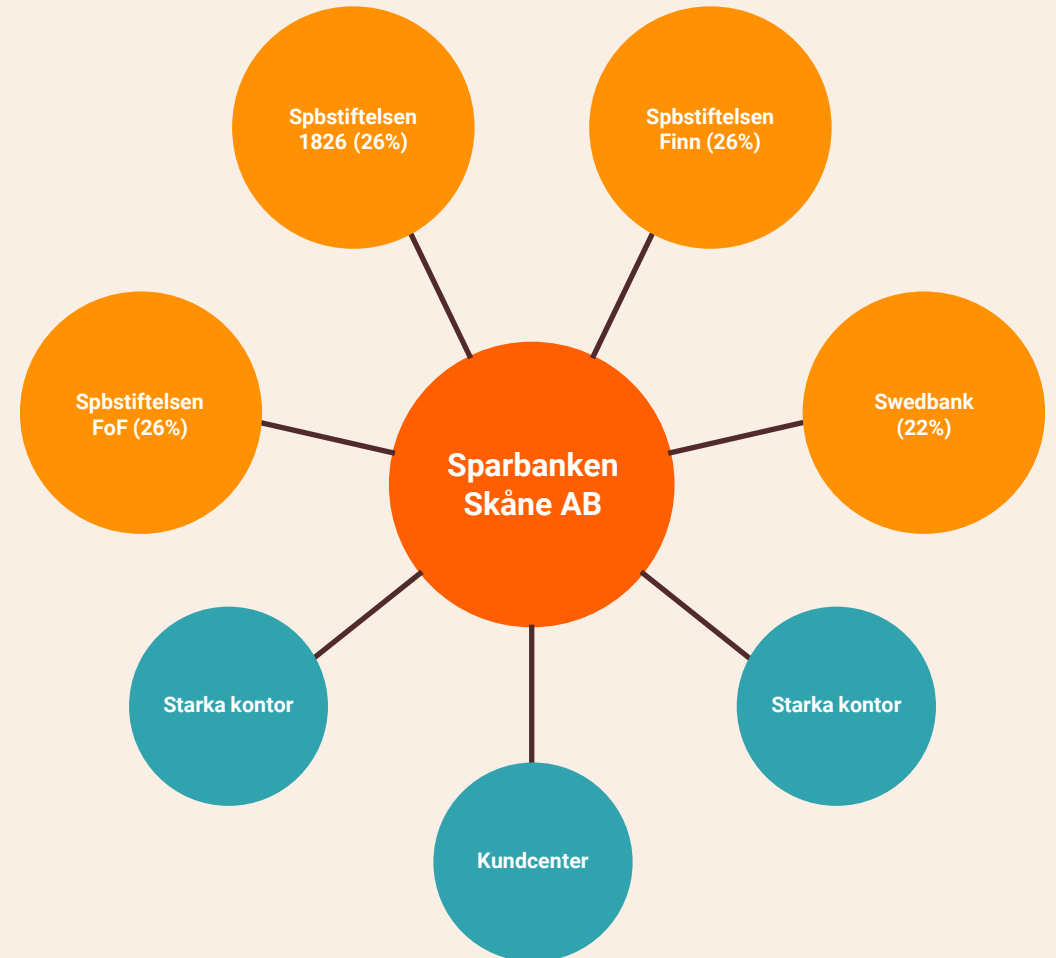 Spbstiftelsen
1826 (26%)
Spbstiftelsen
Finn (26%)
Spbstiftelsen
FoF (26%)
Swedbank
(22%)
Sparbanken
Skåne AB
Starka kontor
Starka kontor
Kundcenter